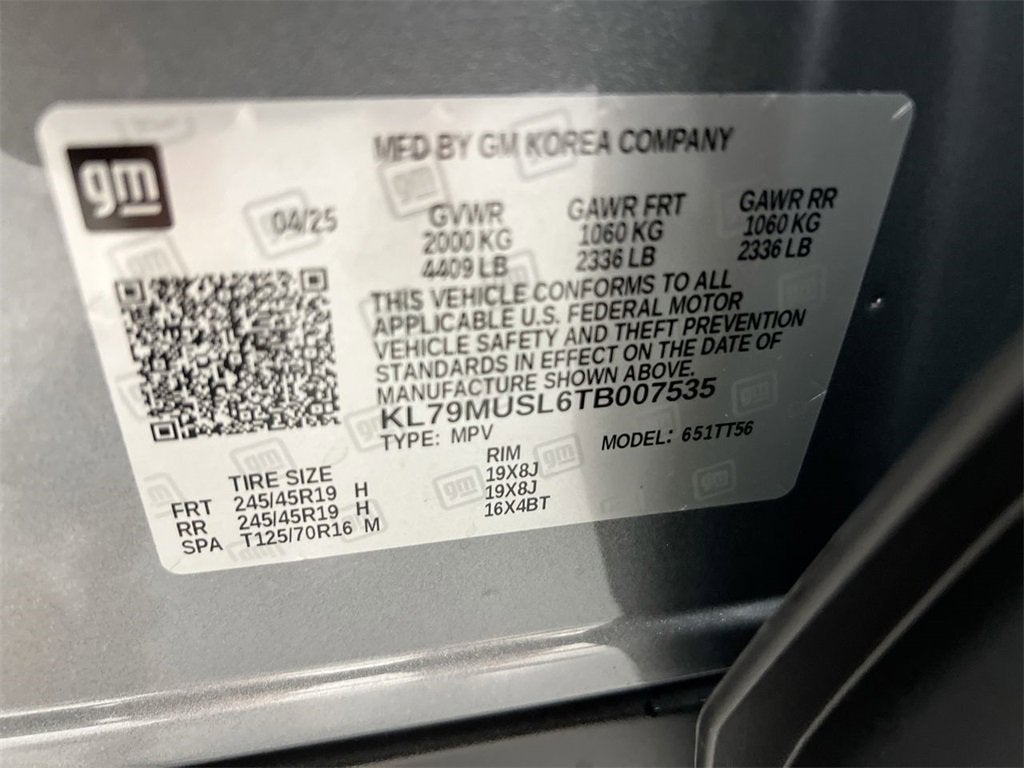 gm
MFD BY GM KOREA COMPANY
04/25
GVWR GAWR FRT GAWR RR
2000 KG 1060 KG 1060 KG
4409 LB 2336 LB 2336 LB
THIS VEHICLE CONFORMS TO ALL
APPLICABLE U.S. FEDERAL MOTOR
VEHICLE SAFETY AND THEFT PREVENTION
STANDARDS IN EFFECT ON THE DATE OF
MANUFACTURE SHOWN ABOVE.
KL79MUSL6TB007535
TYPE: MPV MODEL: 651TT56
TIRE SIZE RIM
FRT 245/45R19 H 19X8J
RR 245/45R19 H 19X8J
SPA T125/70R16 M 16X4BT